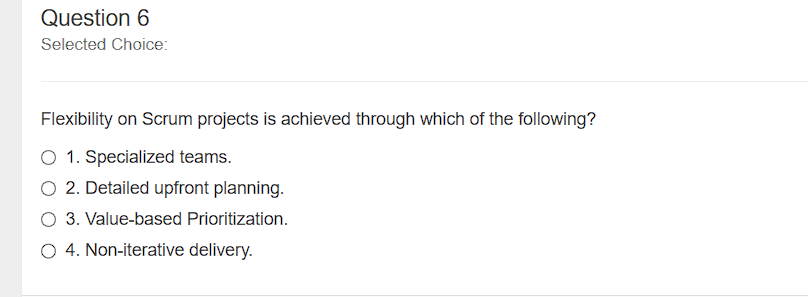 Question 6
Selected Choice:
Flexibility on Scrum projects is achieved through which of the following?
1. Specialized teams.
2. Detailed upfront planning.
3. Value-based Prioritization.
4. Non-iterative delivery.